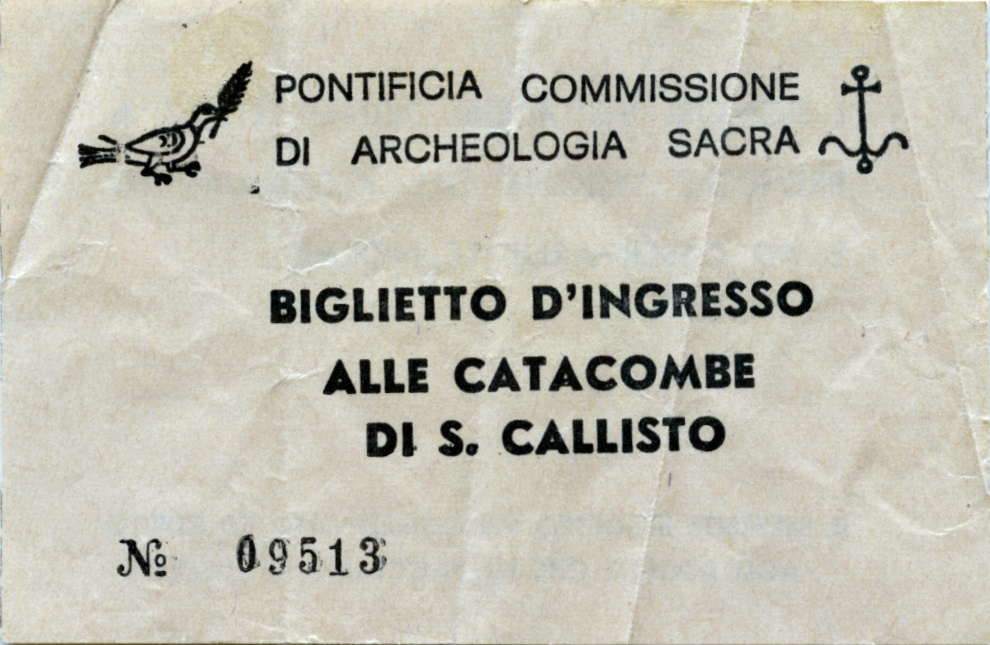 PONTIFICIA COMMISSIONE
DI ARCHEOLOGIA SACRA
BIGLIETTO D'INGRESSO
ALLE CATACOMBE
DI S. CALLISTO
№ 09513